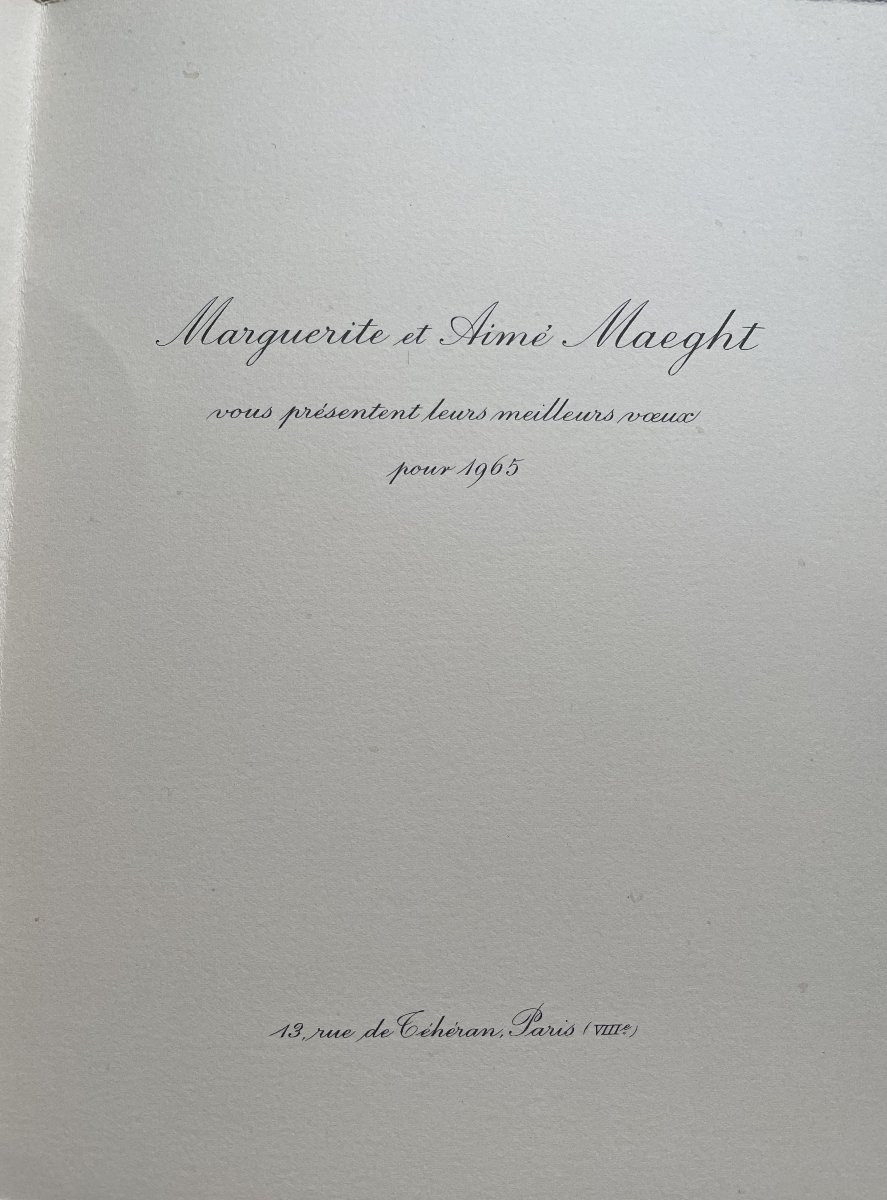 Marguerite et Aimé Maeght
vous présentent leurs meilleurs vœux
pour 1965
13, rue de Téhéran, Paris (VIIIe)